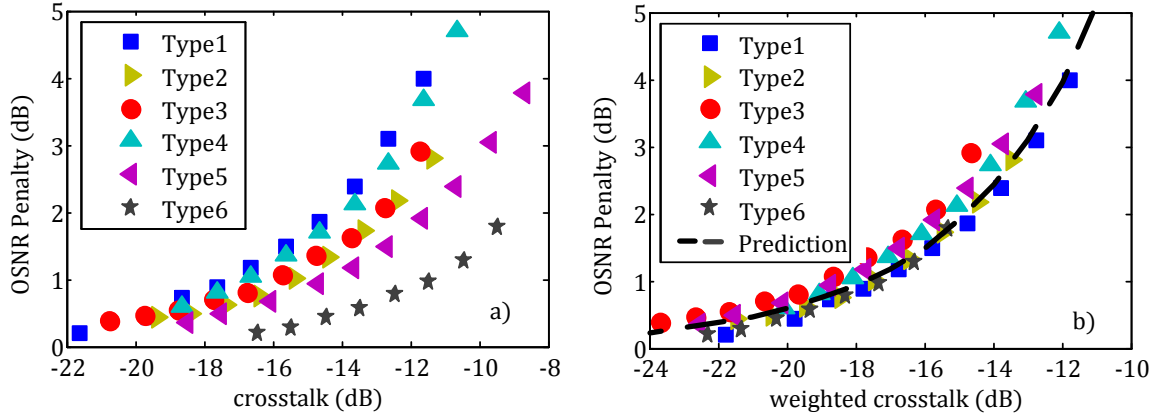 5
4
3
2
1
0
OSNR Penalty (dB)
Type1
Type2
Type3
Type4
Type5
Type6
a)
-22 -20 -18 -16 -14 -12 -10 -8
crosstalk (dB)
5
4
3
2
1
0
OSNR Penalty (dB)
Type1
Type2
Type3
Type4
Type5
Type6
Prediction
b)
-24 -22 -20 -18 -16 -14 -12 -10
weighted crosstalk (dB)